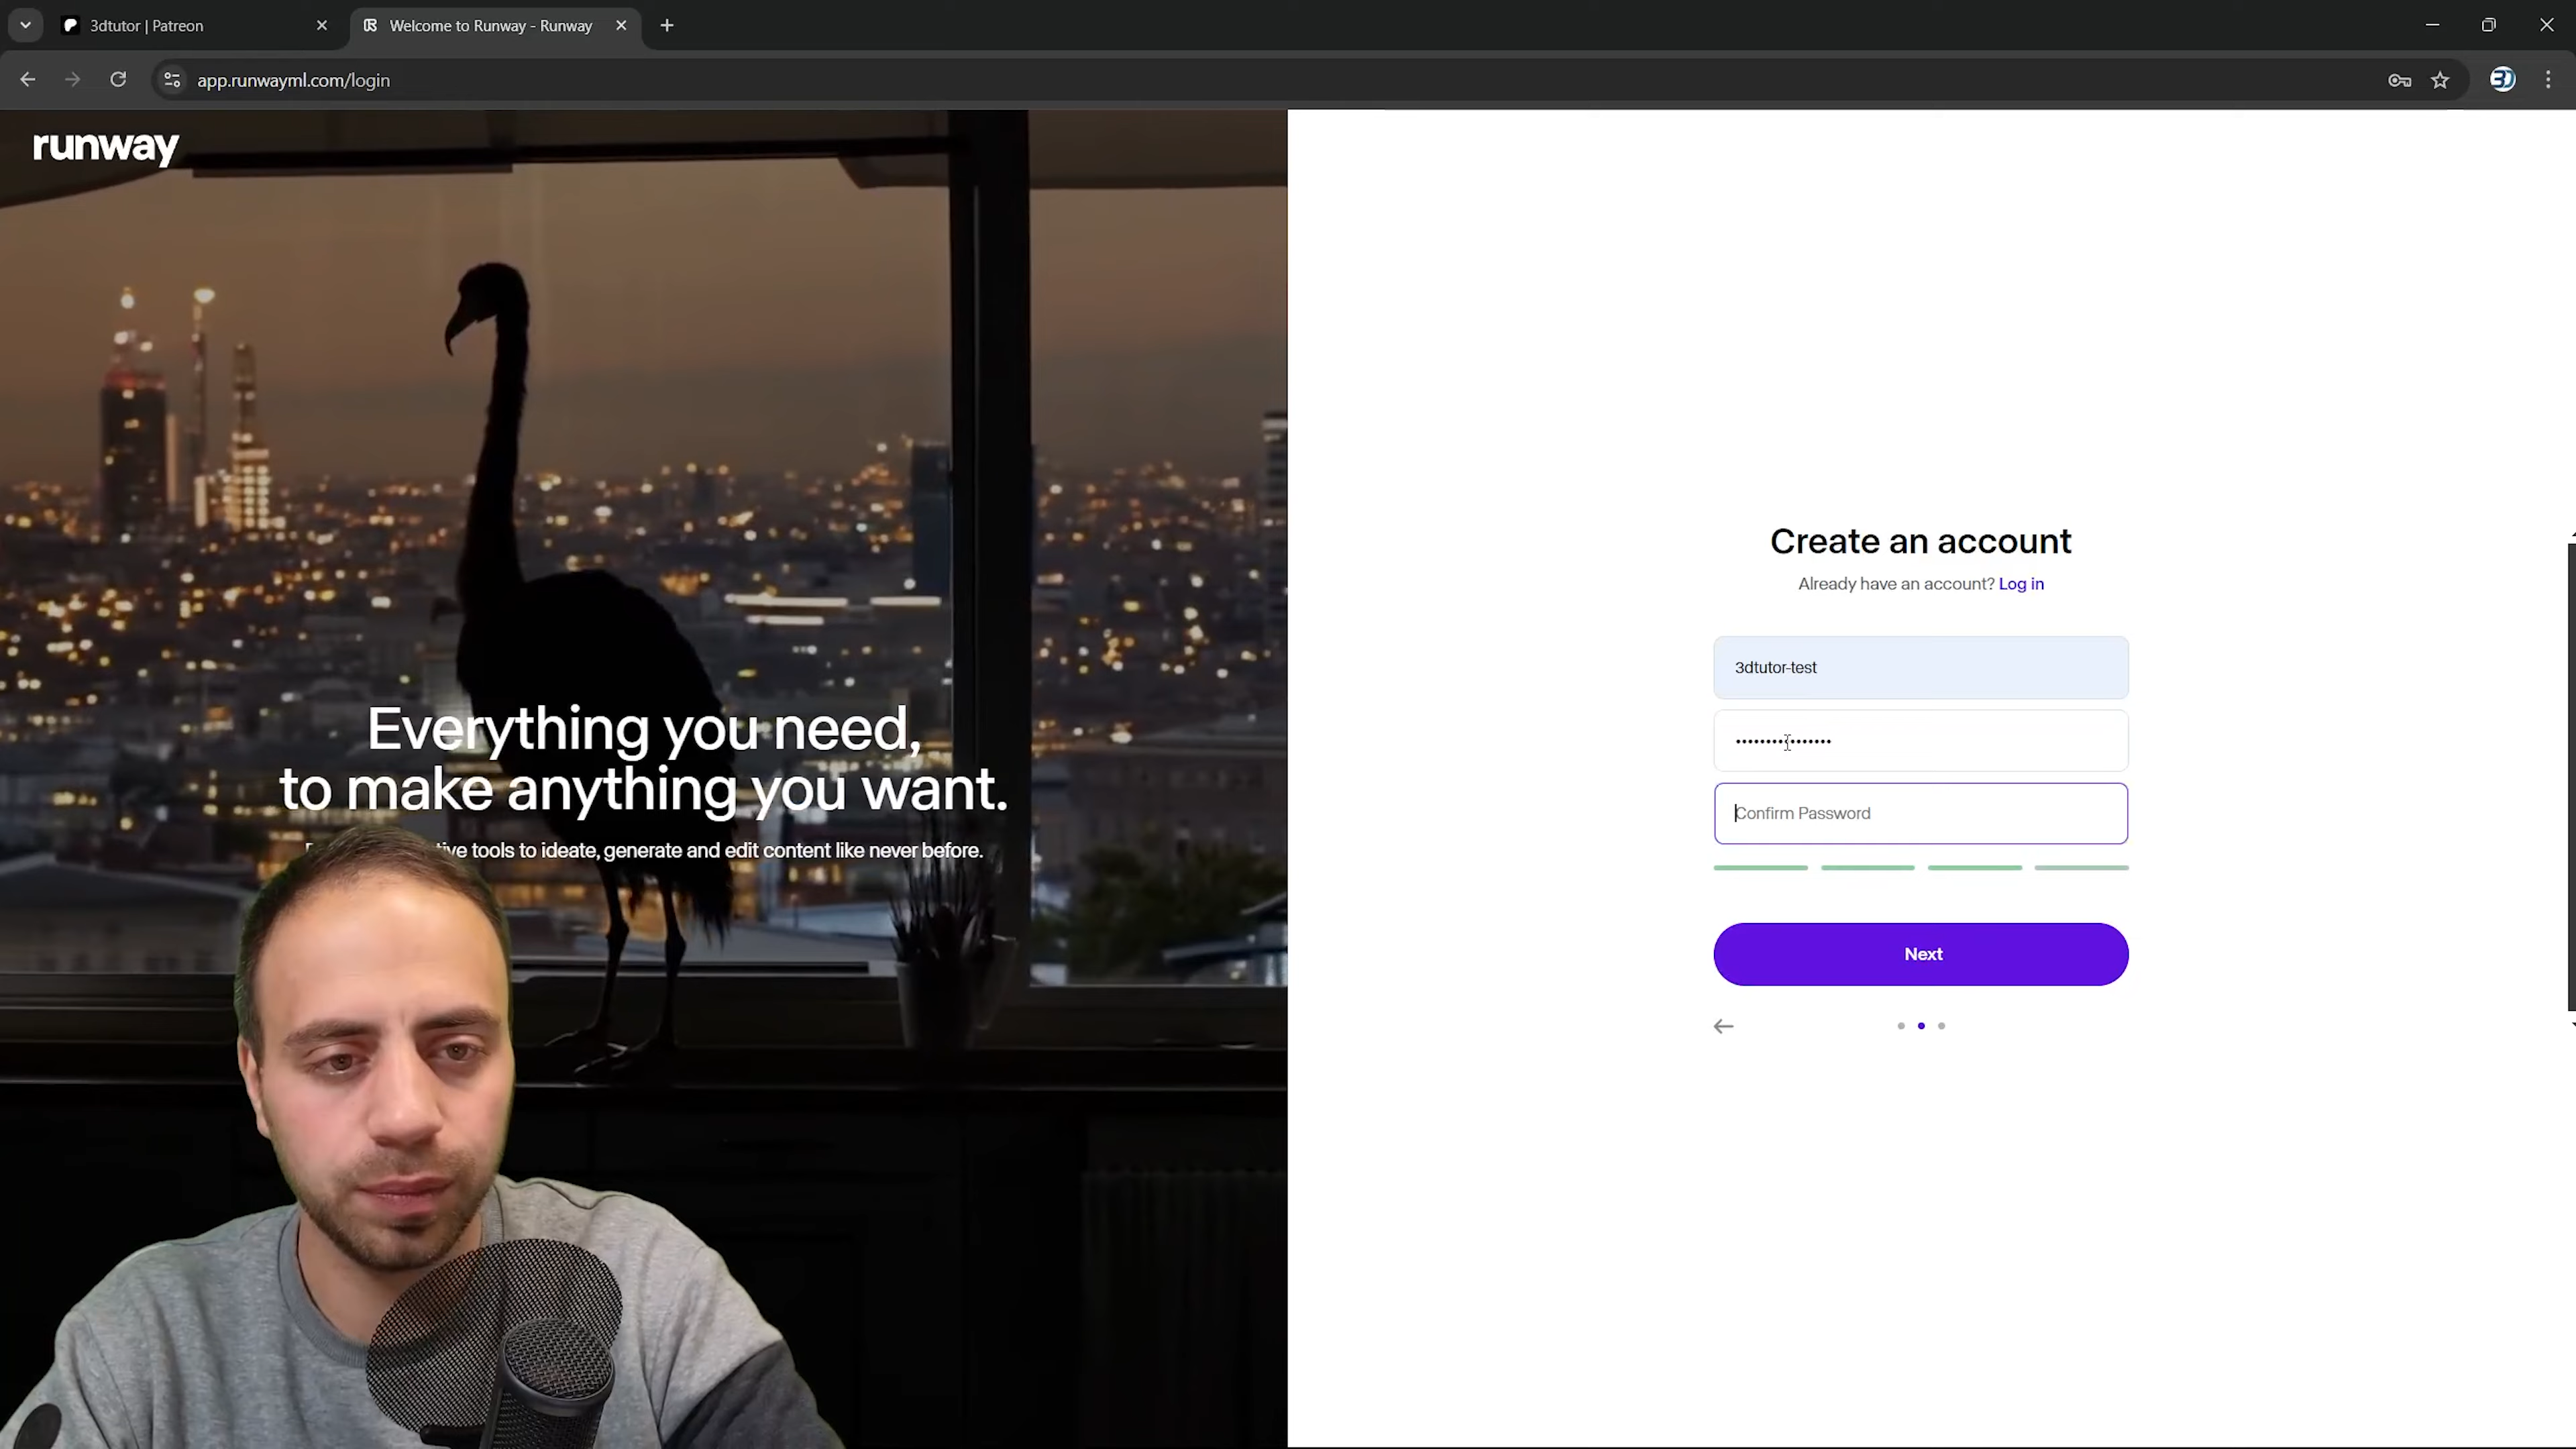 3dtutor | Patreon
Welcome to Runway - Runway
app.runwayml.com/login
3D
runway
Everything you need,
to make anything you want.
tive tools to ideate, generate and edit content like never before.
Create an account
Already have an account? Log in
3dtutor-test
Confirm Password
Next